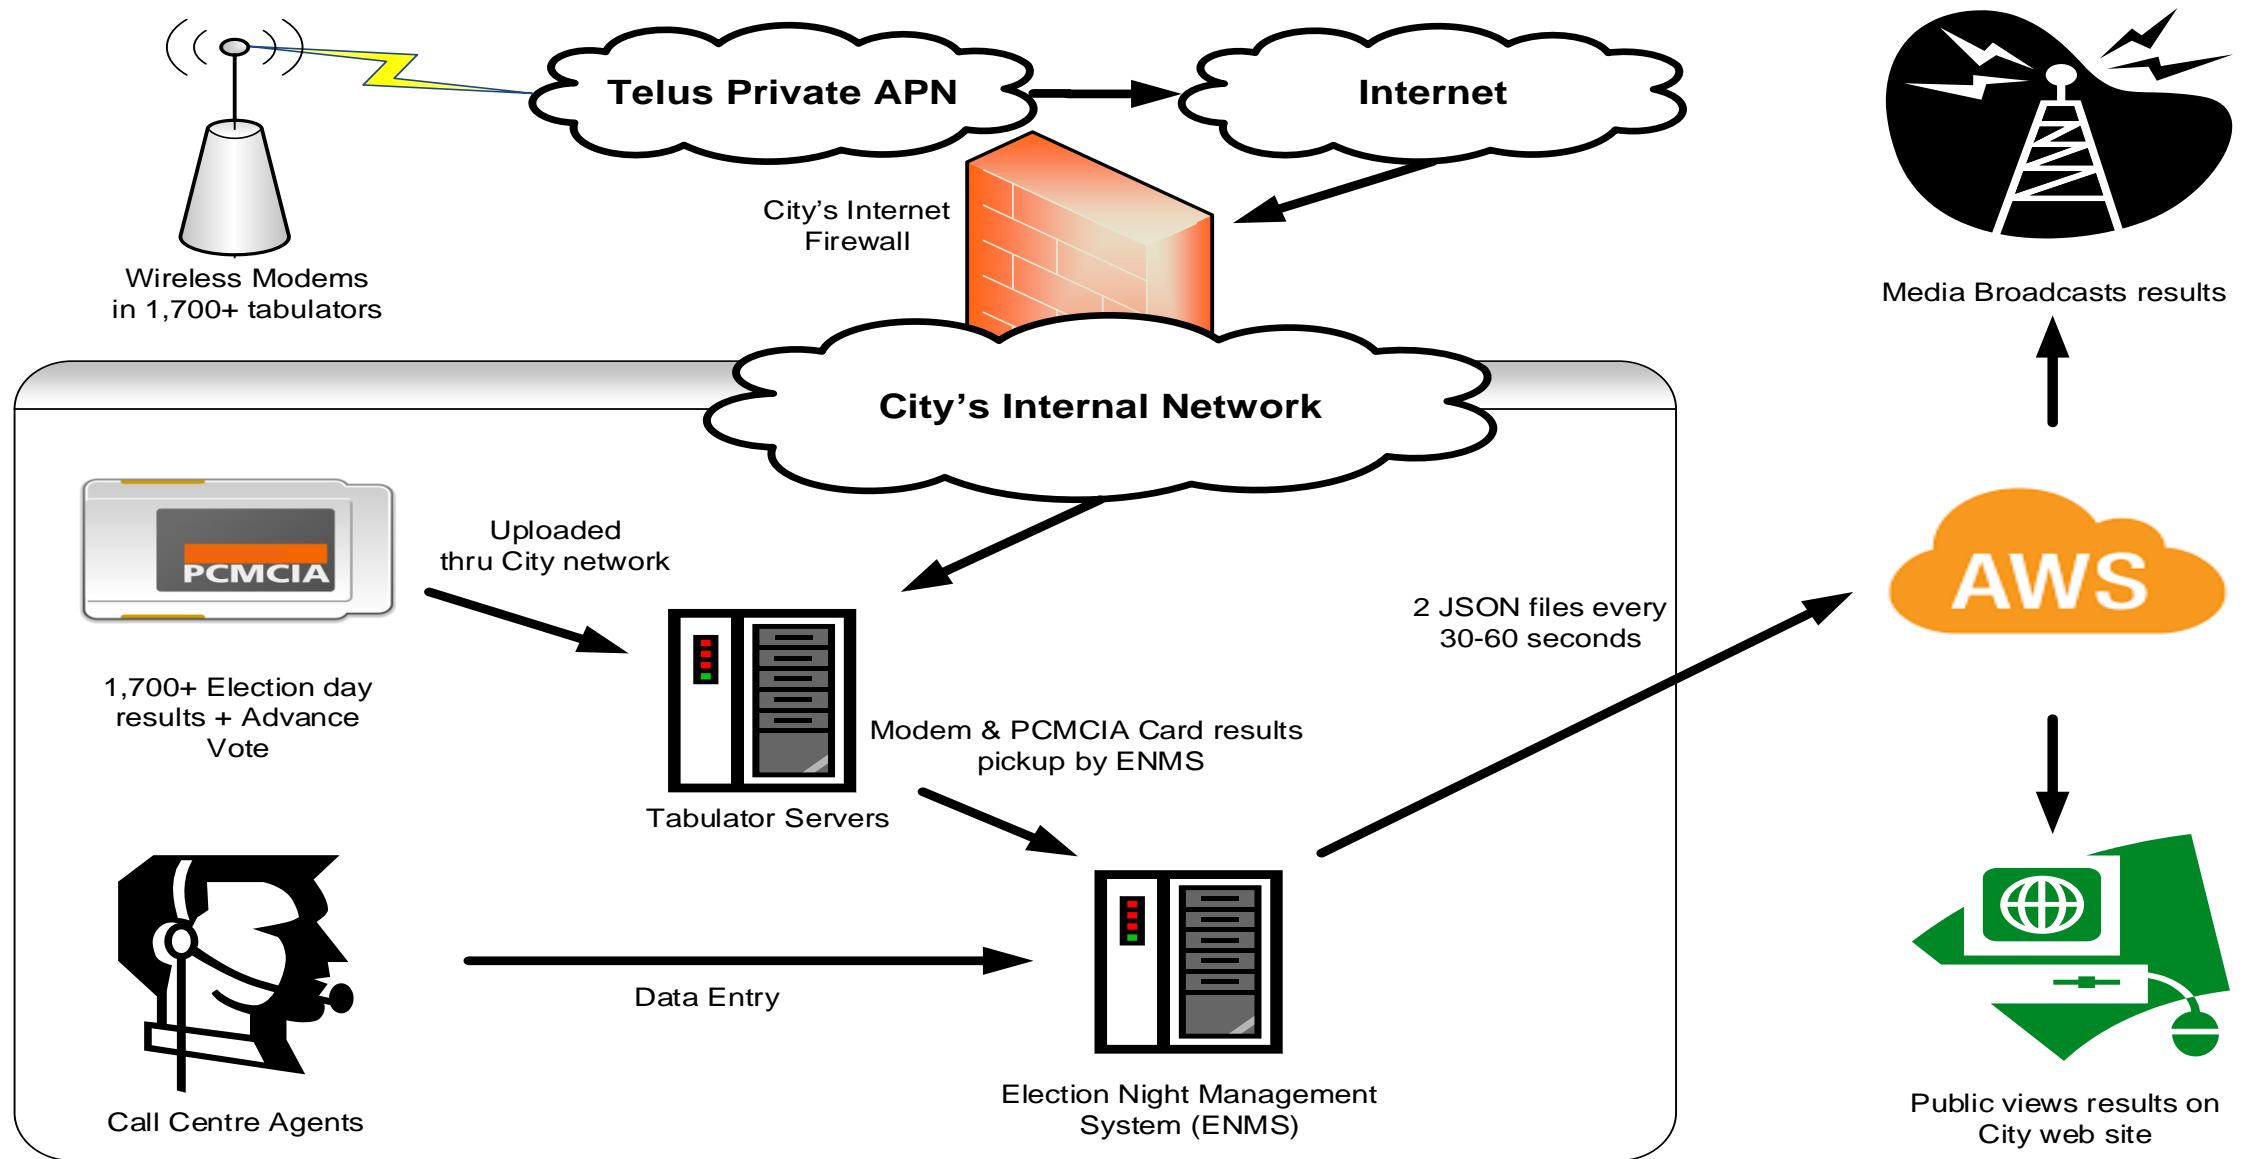 Telus Private APN
Internet
City's Internet
Firewall
Wireless Modems
in 1,700+ tabulators
Media Broadcasts results
City's Internal Network
PCMCIA
Uploaded
thru City network
AWS
2 JSON files every
30-60 seconds
1,700+ Election day
results + Advance
Vote
Modem & PCMCIA Card results
pickup by ENMS
Tabulator Servers
Data Entry
Call Centre Agents
Election Night Management
System (ENMS)
Public views results on
City web site